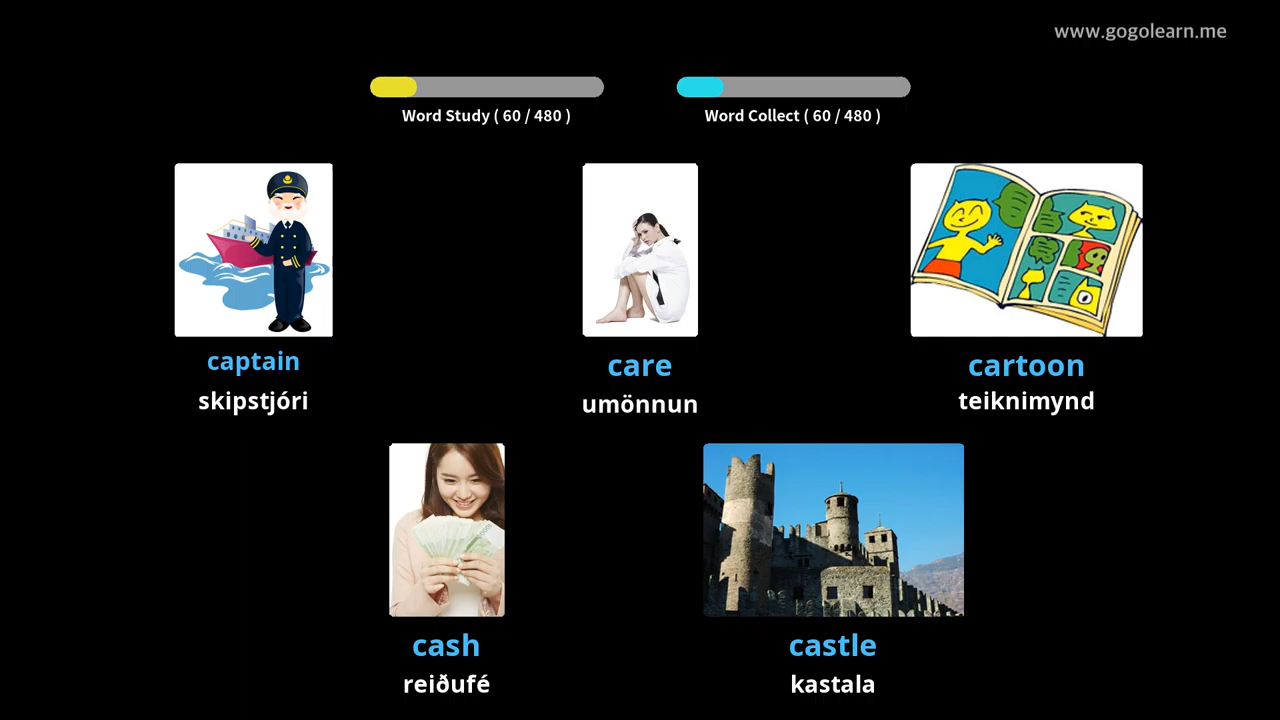 www.gogolearn.me
Word Study ( 60 / 480 )
Word Collect ( 60 / 480 )
captain
skipstjóri
care
umönnun
cartoon
teiknimynd
cash
reiðufé
castle
kastala